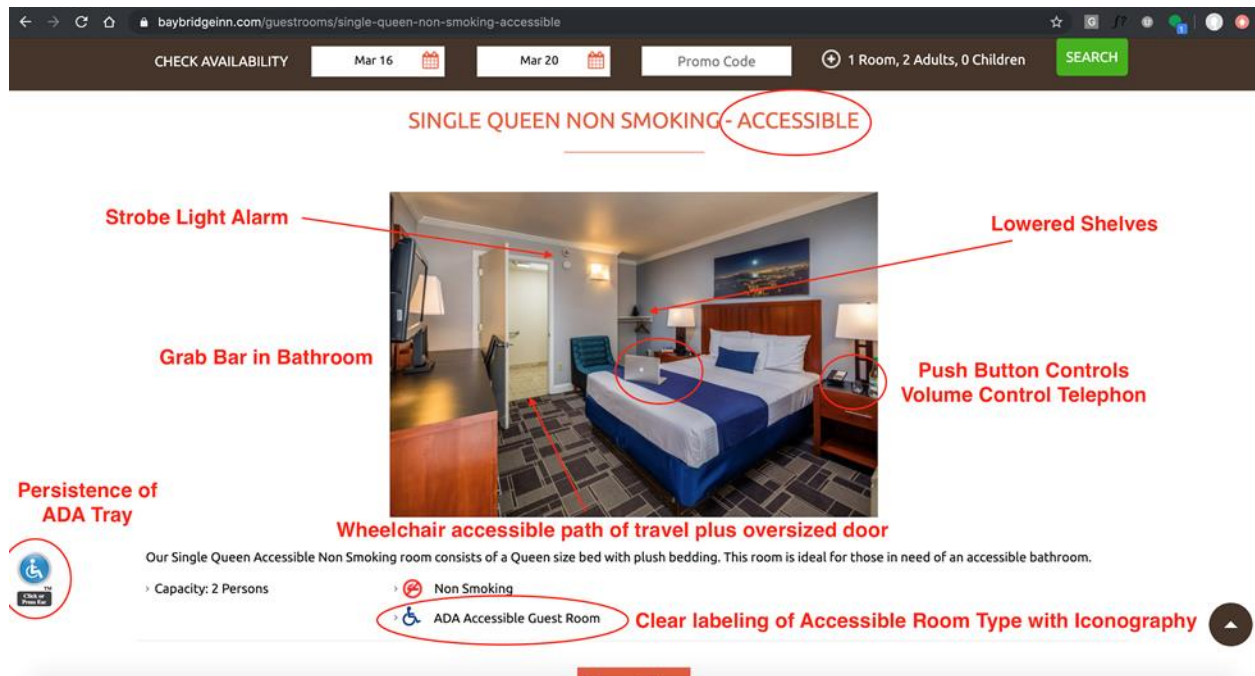 baybridgeinn.com/guestrooms/single-queen-non-smoking-accessible
CHECK AVAILABILITY Mar 16 Mar 20 Promo Code 1 Room, 2 Adults, 0 Children SEARCH
SINGLE QUEEN NON SMOKING - ACCESSIBLE
Strobe Light Alarm
Lowered Shelves
Grab Bar in Bathroom
Push Button Controls
Volume Control Telephon
Persistence of
ADA Tray
Wheelchair accessible path of travel plus oversized door
Our Single Queen Accessible Non Smoking room consists of a Queen size bed with plush bedding. This room is ideal for those in need of an accessible bathroom.
TM
Click or
Press Esc
› Capacity: 2 Persons › Non Smoking
› ADA Accessible Guest Room Clear labeling of Accessible Room Type with Iconography